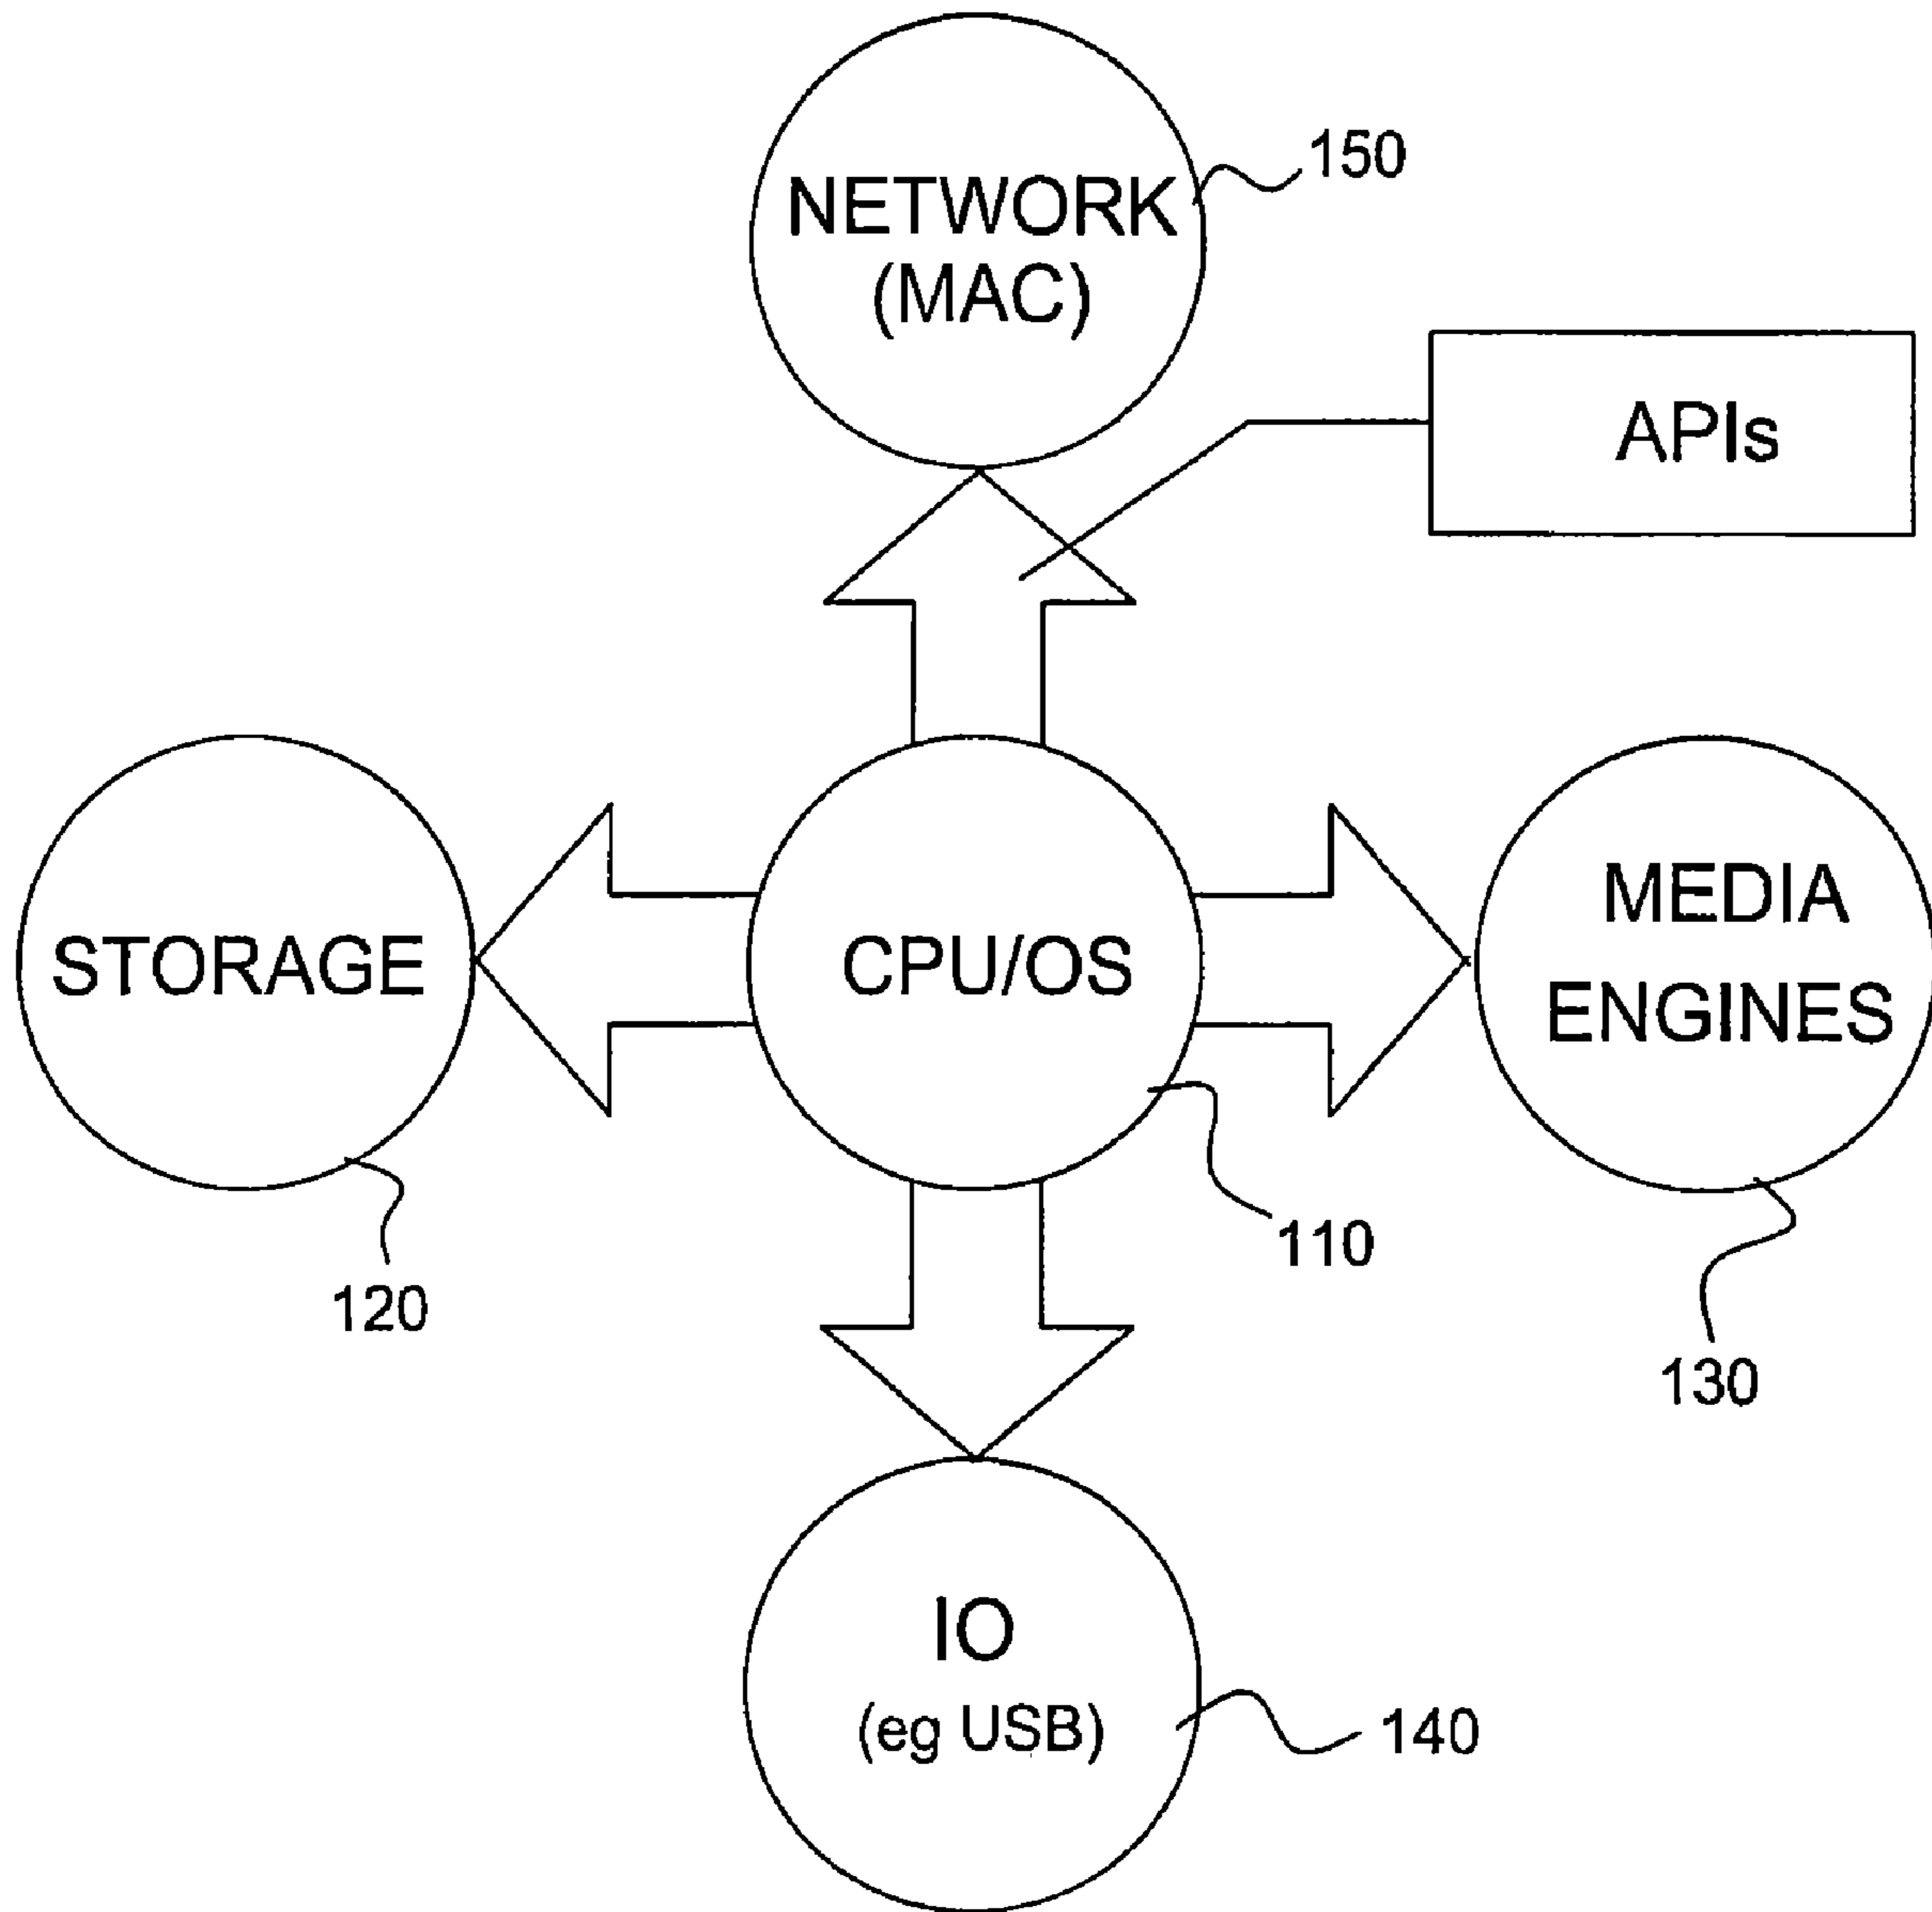 150
NETWORK
(MAC)
APIs
STORAGE
CPU/OS
MEDIA
ENGINES
110
120
130
IO
(eg USB)
140